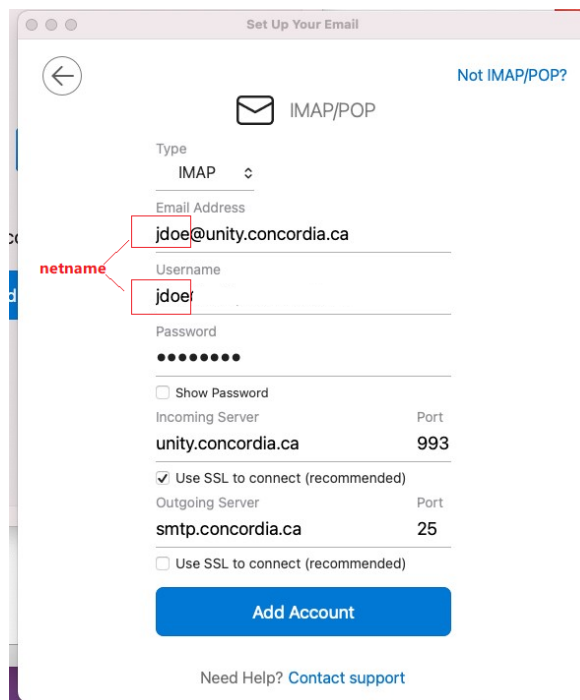 Set Up Your Email
Not IMAP/POP?
IMAP/POP
Type
IMAP
Email Address
jdoe@unity.concordia.ca
netname
Username
jdoe
Password
••••••••
Show Password
Incoming Server Port
unity.concordia.ca 993
Use SSL to connect (recommended)
Outgoing Server Port
smtp.concordia.ca 25
Use SSL to connect (recommended)
Add Account
Need Help? Contact support